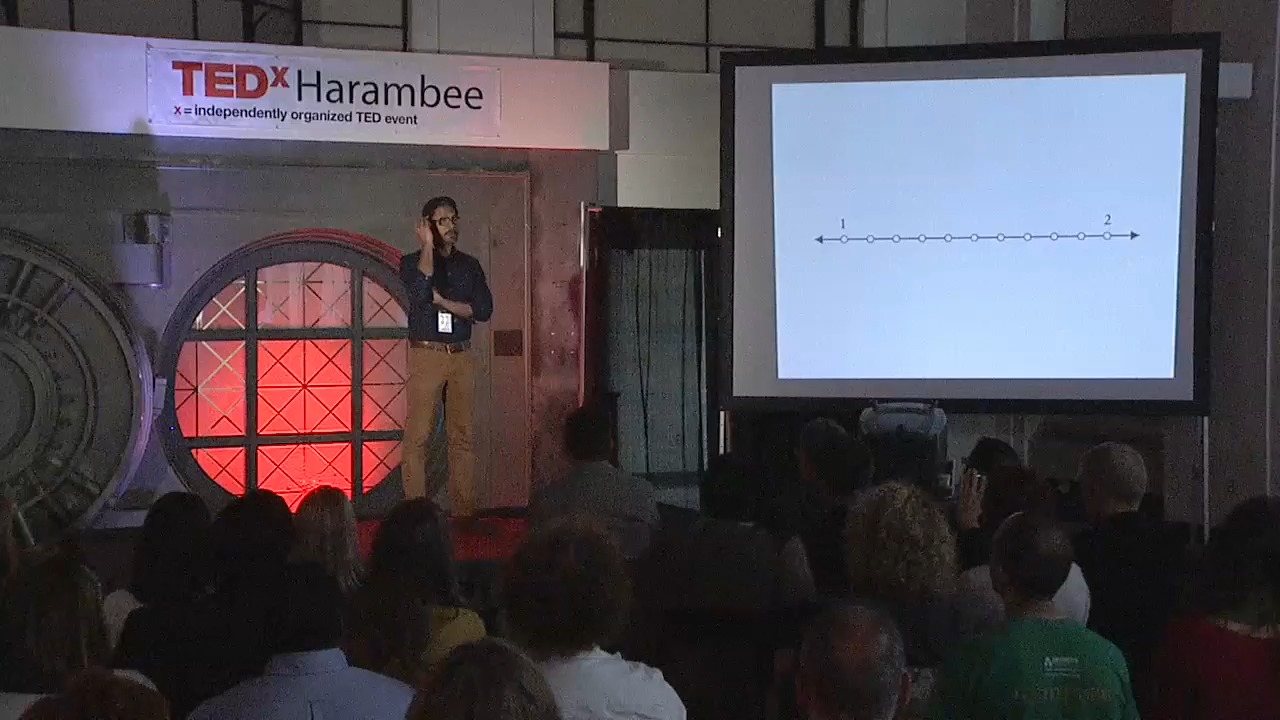 TEDx Harambee
x = independently organized TED event
1
2